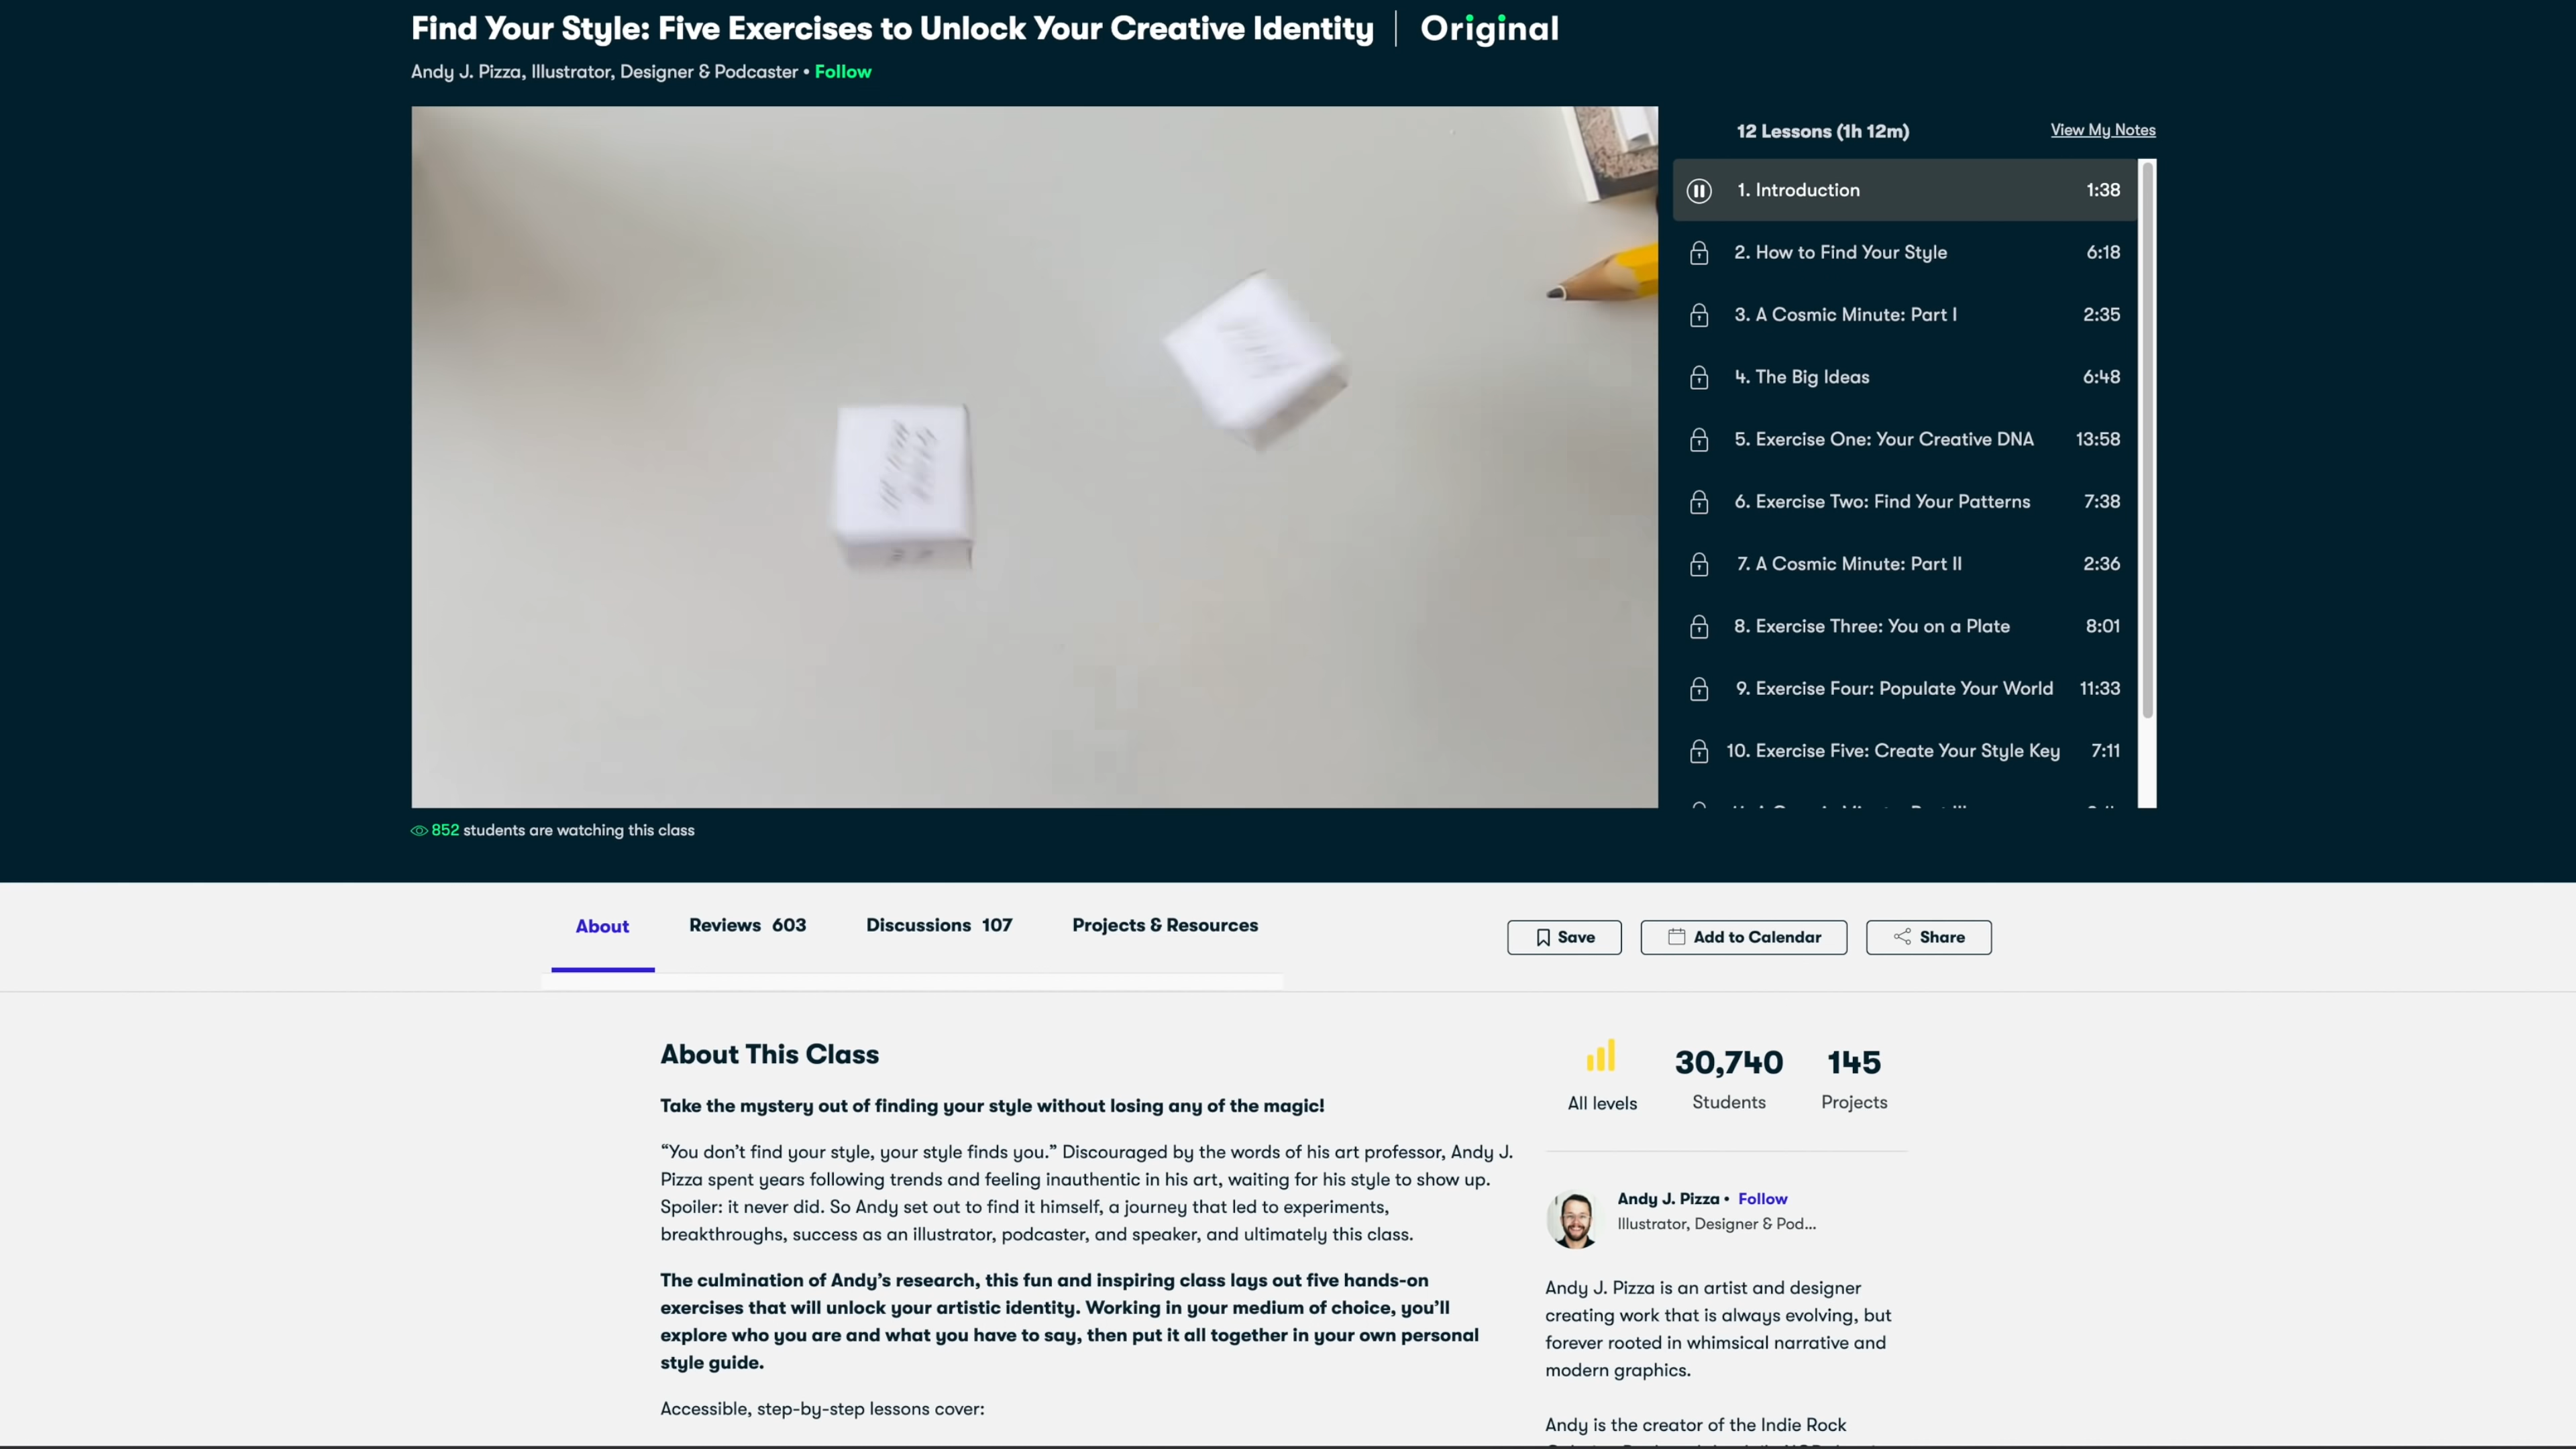 Find Your Style: Five Exercises to Unlock Your Creative Identity | Original
Andy J. Pizza, Illustrator, Designer & Podcaster • Follow
12 Lessons (1h 12m) View My Notes
1. Introduction 1:38
2. How to Find Your Style 6:18
3. A Cosmic Minute: Part I 2:35
4. The Big Ideas 6:48
5. Exercise One: Your Creative DNA 13:58
6. Exercise Two: Find Your Patterns 7:38
7. A Cosmic Minute: Part II 2:36
8. Exercise Three: You on a Plate 8:01
9. Exercise Four: Populate Your World 11:33
10. Exercise Five: Create Your Style Key 7:11
852 students are watching this class
About Reviews 603 Discussions 107 Projects & Resources
Save Add to Calendar Share
About This Class
Take the mystery out of finding your style without losing any of the magic!
“You don’t find your style, your style finds you.” Discouraged by the words of his art professor, Andy J.
Pizza spent years following trends and feeling inauthentic in his art, waiting for his style to show up.
Spoiler: it never did. So Andy set out to find it himself, a journey that led to experiments,
breakthroughs, success as an illustrator, podcaster, and speaker, and ultimately this class.
The culmination of Andy’s research, this fun and inspiring class lays out five hands-on
exercises that will unlock your artistic identity. Working in your medium of choice, you’ll
explore who you are and what you have to say, then put it all together in your own personal
style guide.
Accessible, step-by-step lessons cover:
30,740 145
All levels Students Projects
Andy J. Pizza • Follow
Illustrator, Designer & Pod...
Andy J. Pizza is an artist and designer
creating work that is always evolving, but
forever rooted in whimsical narrative and
modern graphics.
Andy is the creator of the Indie Rock